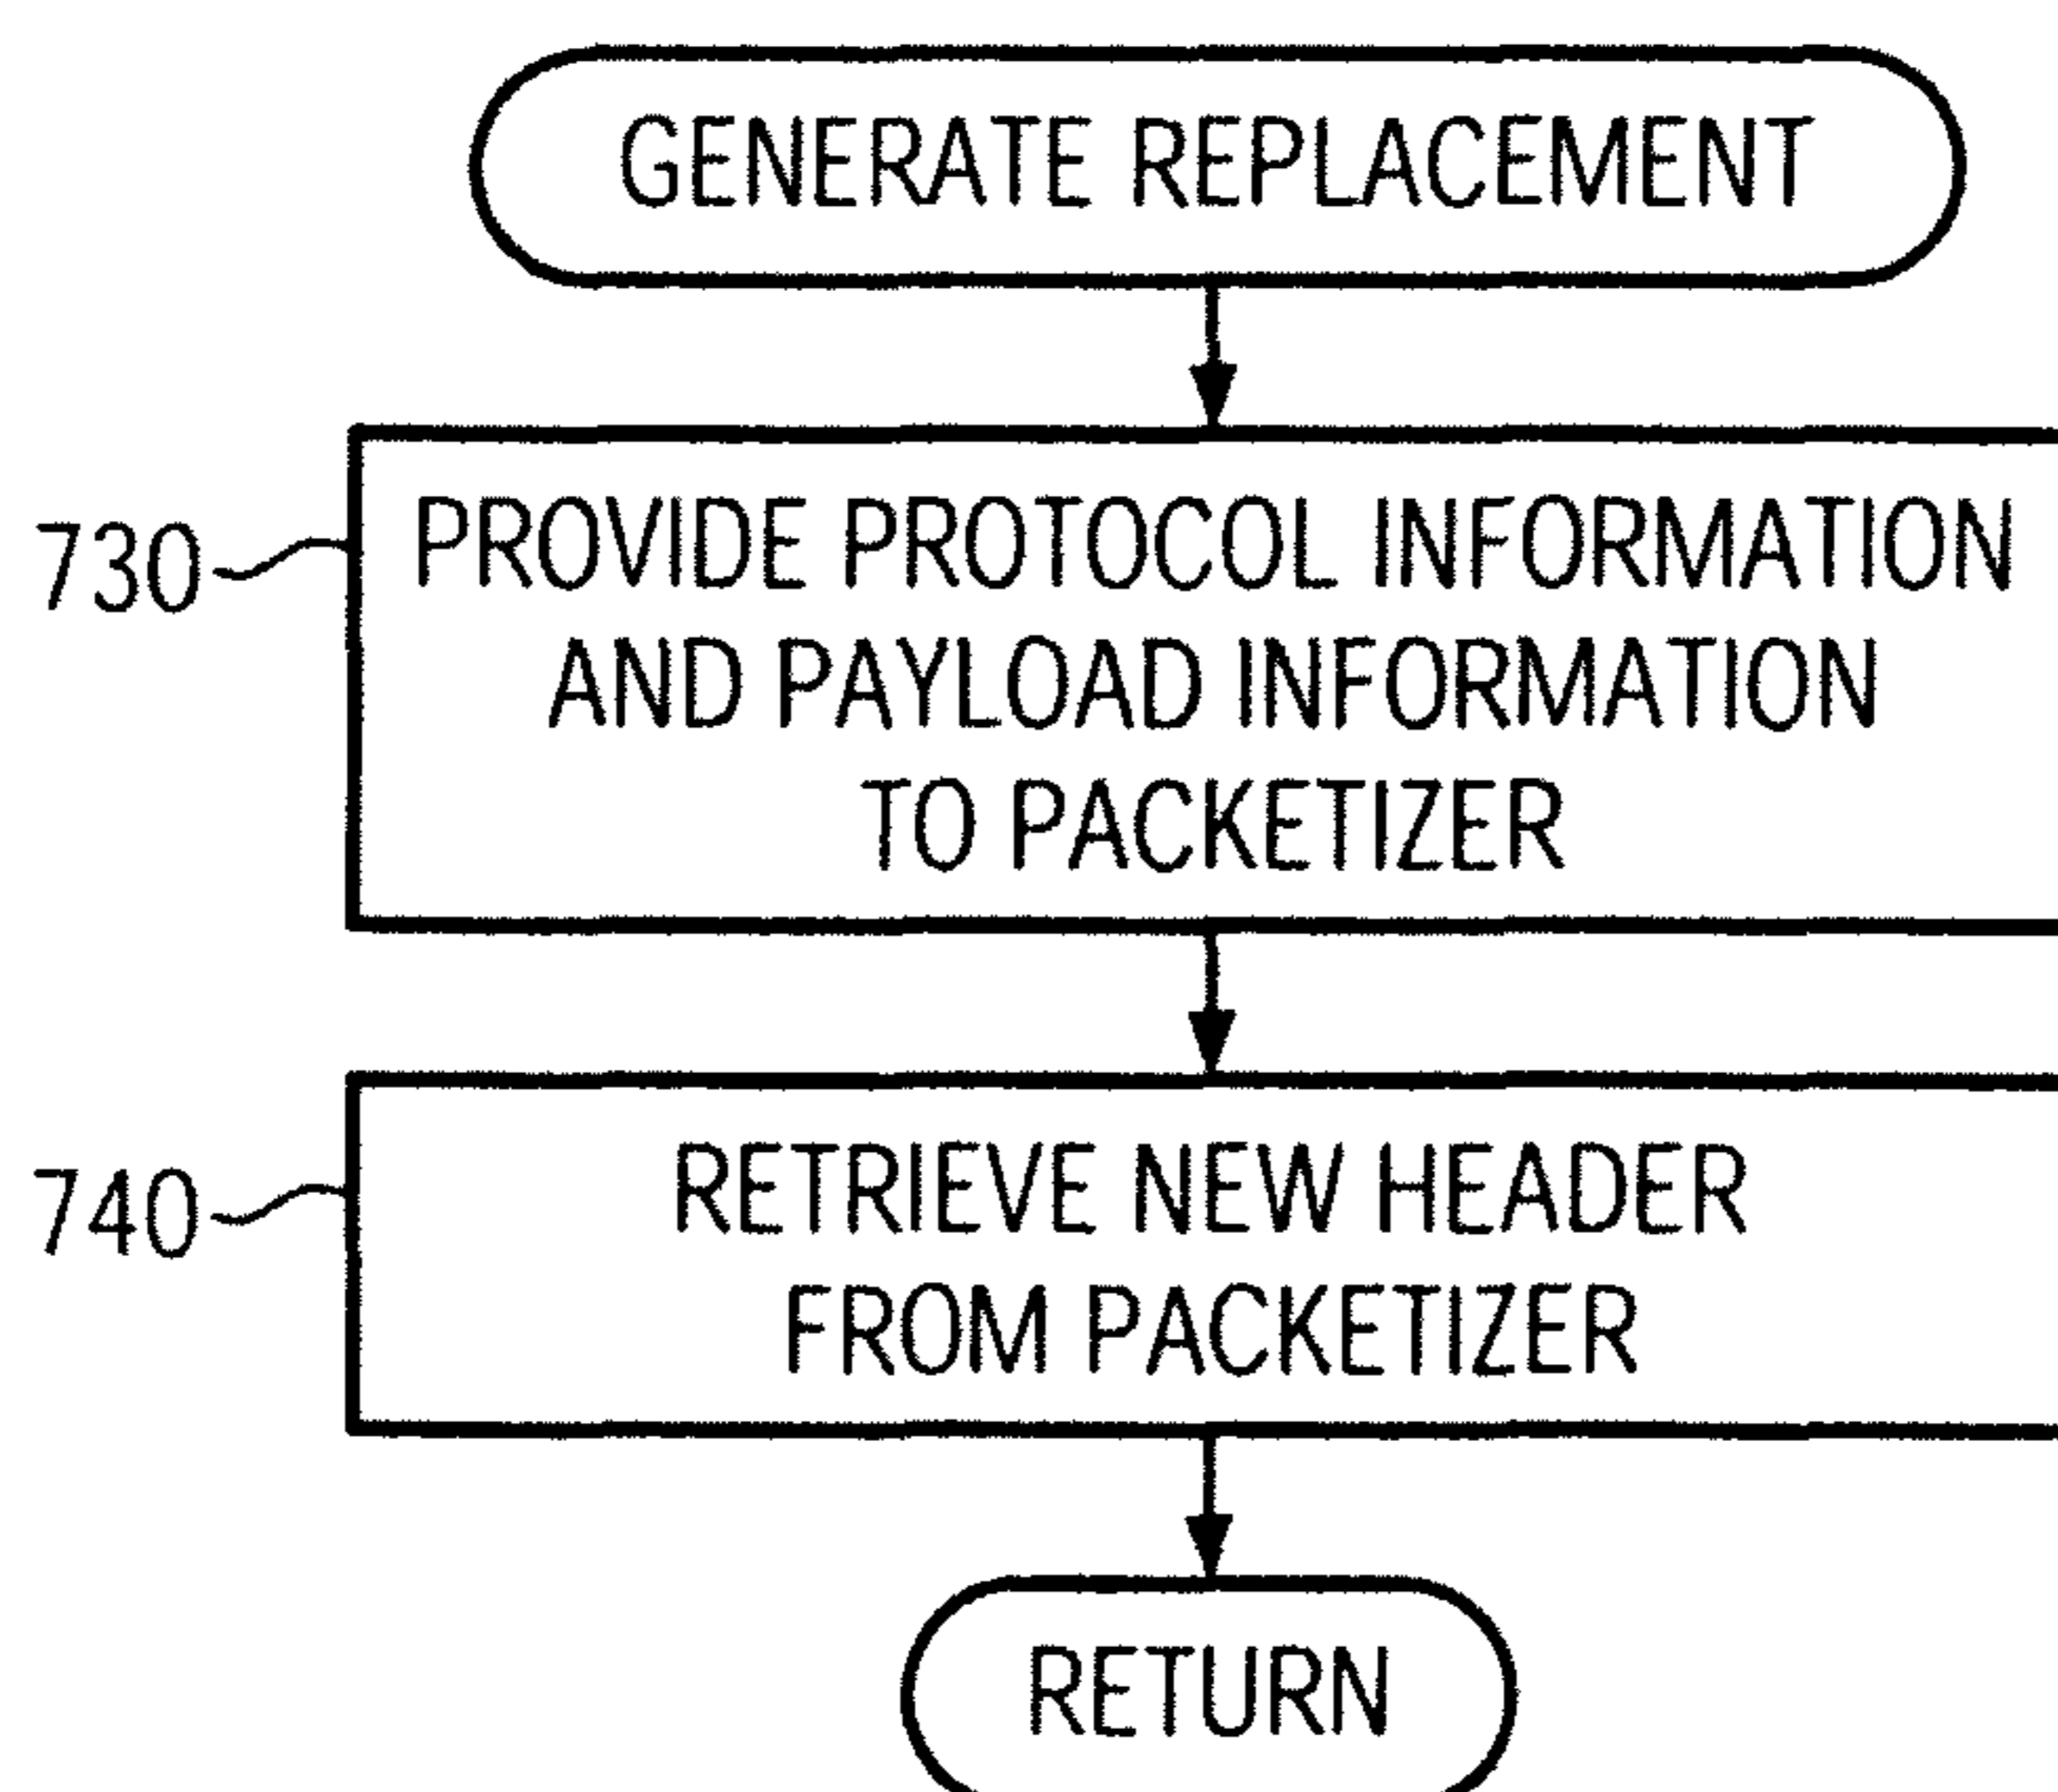 GENERATE REPLACEMENT
730
PROVIDE PROTOCOL INFORMATION
AND PAYLOAD INFORMATION
TO PACKETIZER
740
RETRIEVE NEW HEADER
FROM PACKETIZER
RETURN